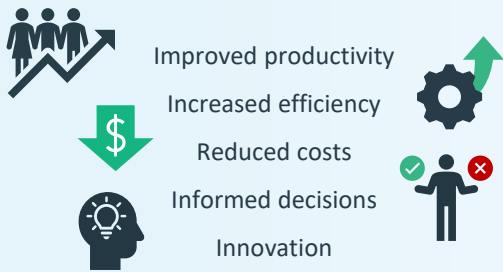 Improved productivity
Increased efficiency
$
Reduced costs
Informed decisions
Innovation